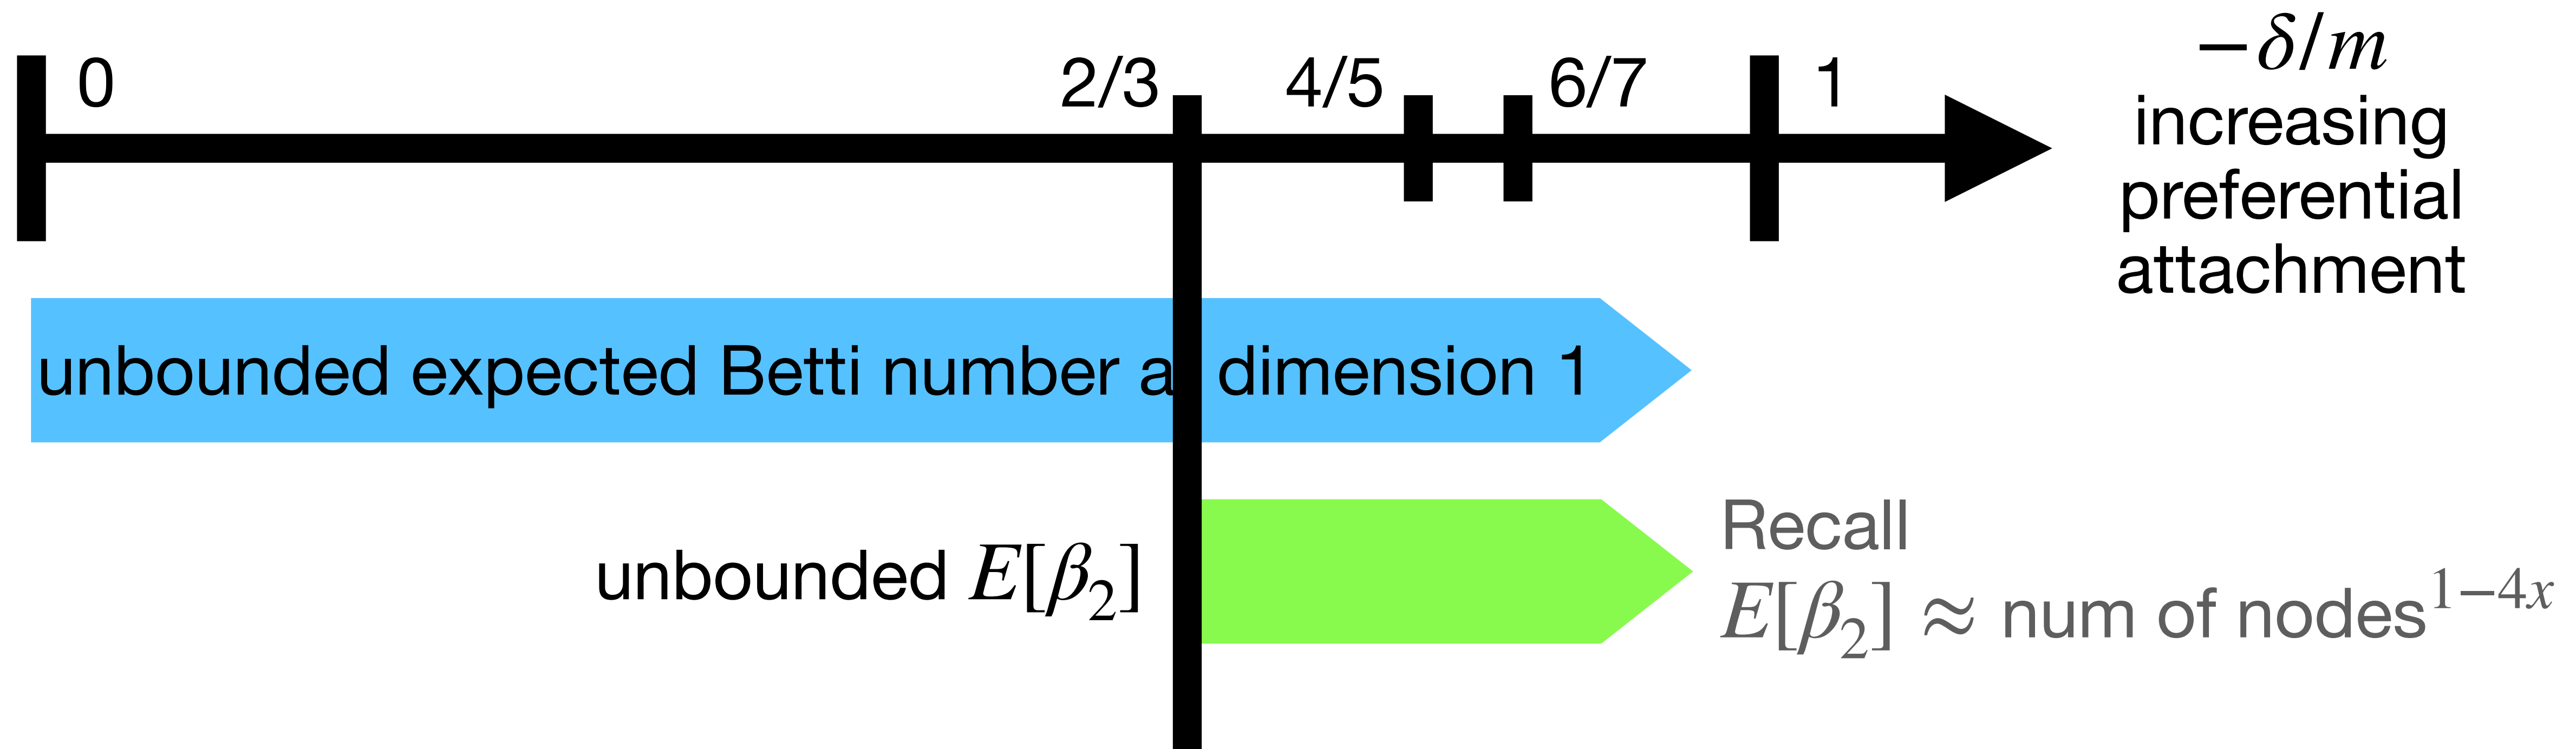 0 2/3 4/5 6/7 1
−δ/m
increasing
preferential
attachment
unbounded expected Betti number a dimension 1
unbounded E[β₂]
Recall
E[β₂] ≈ num of nodes¹⁻⁴ˣ